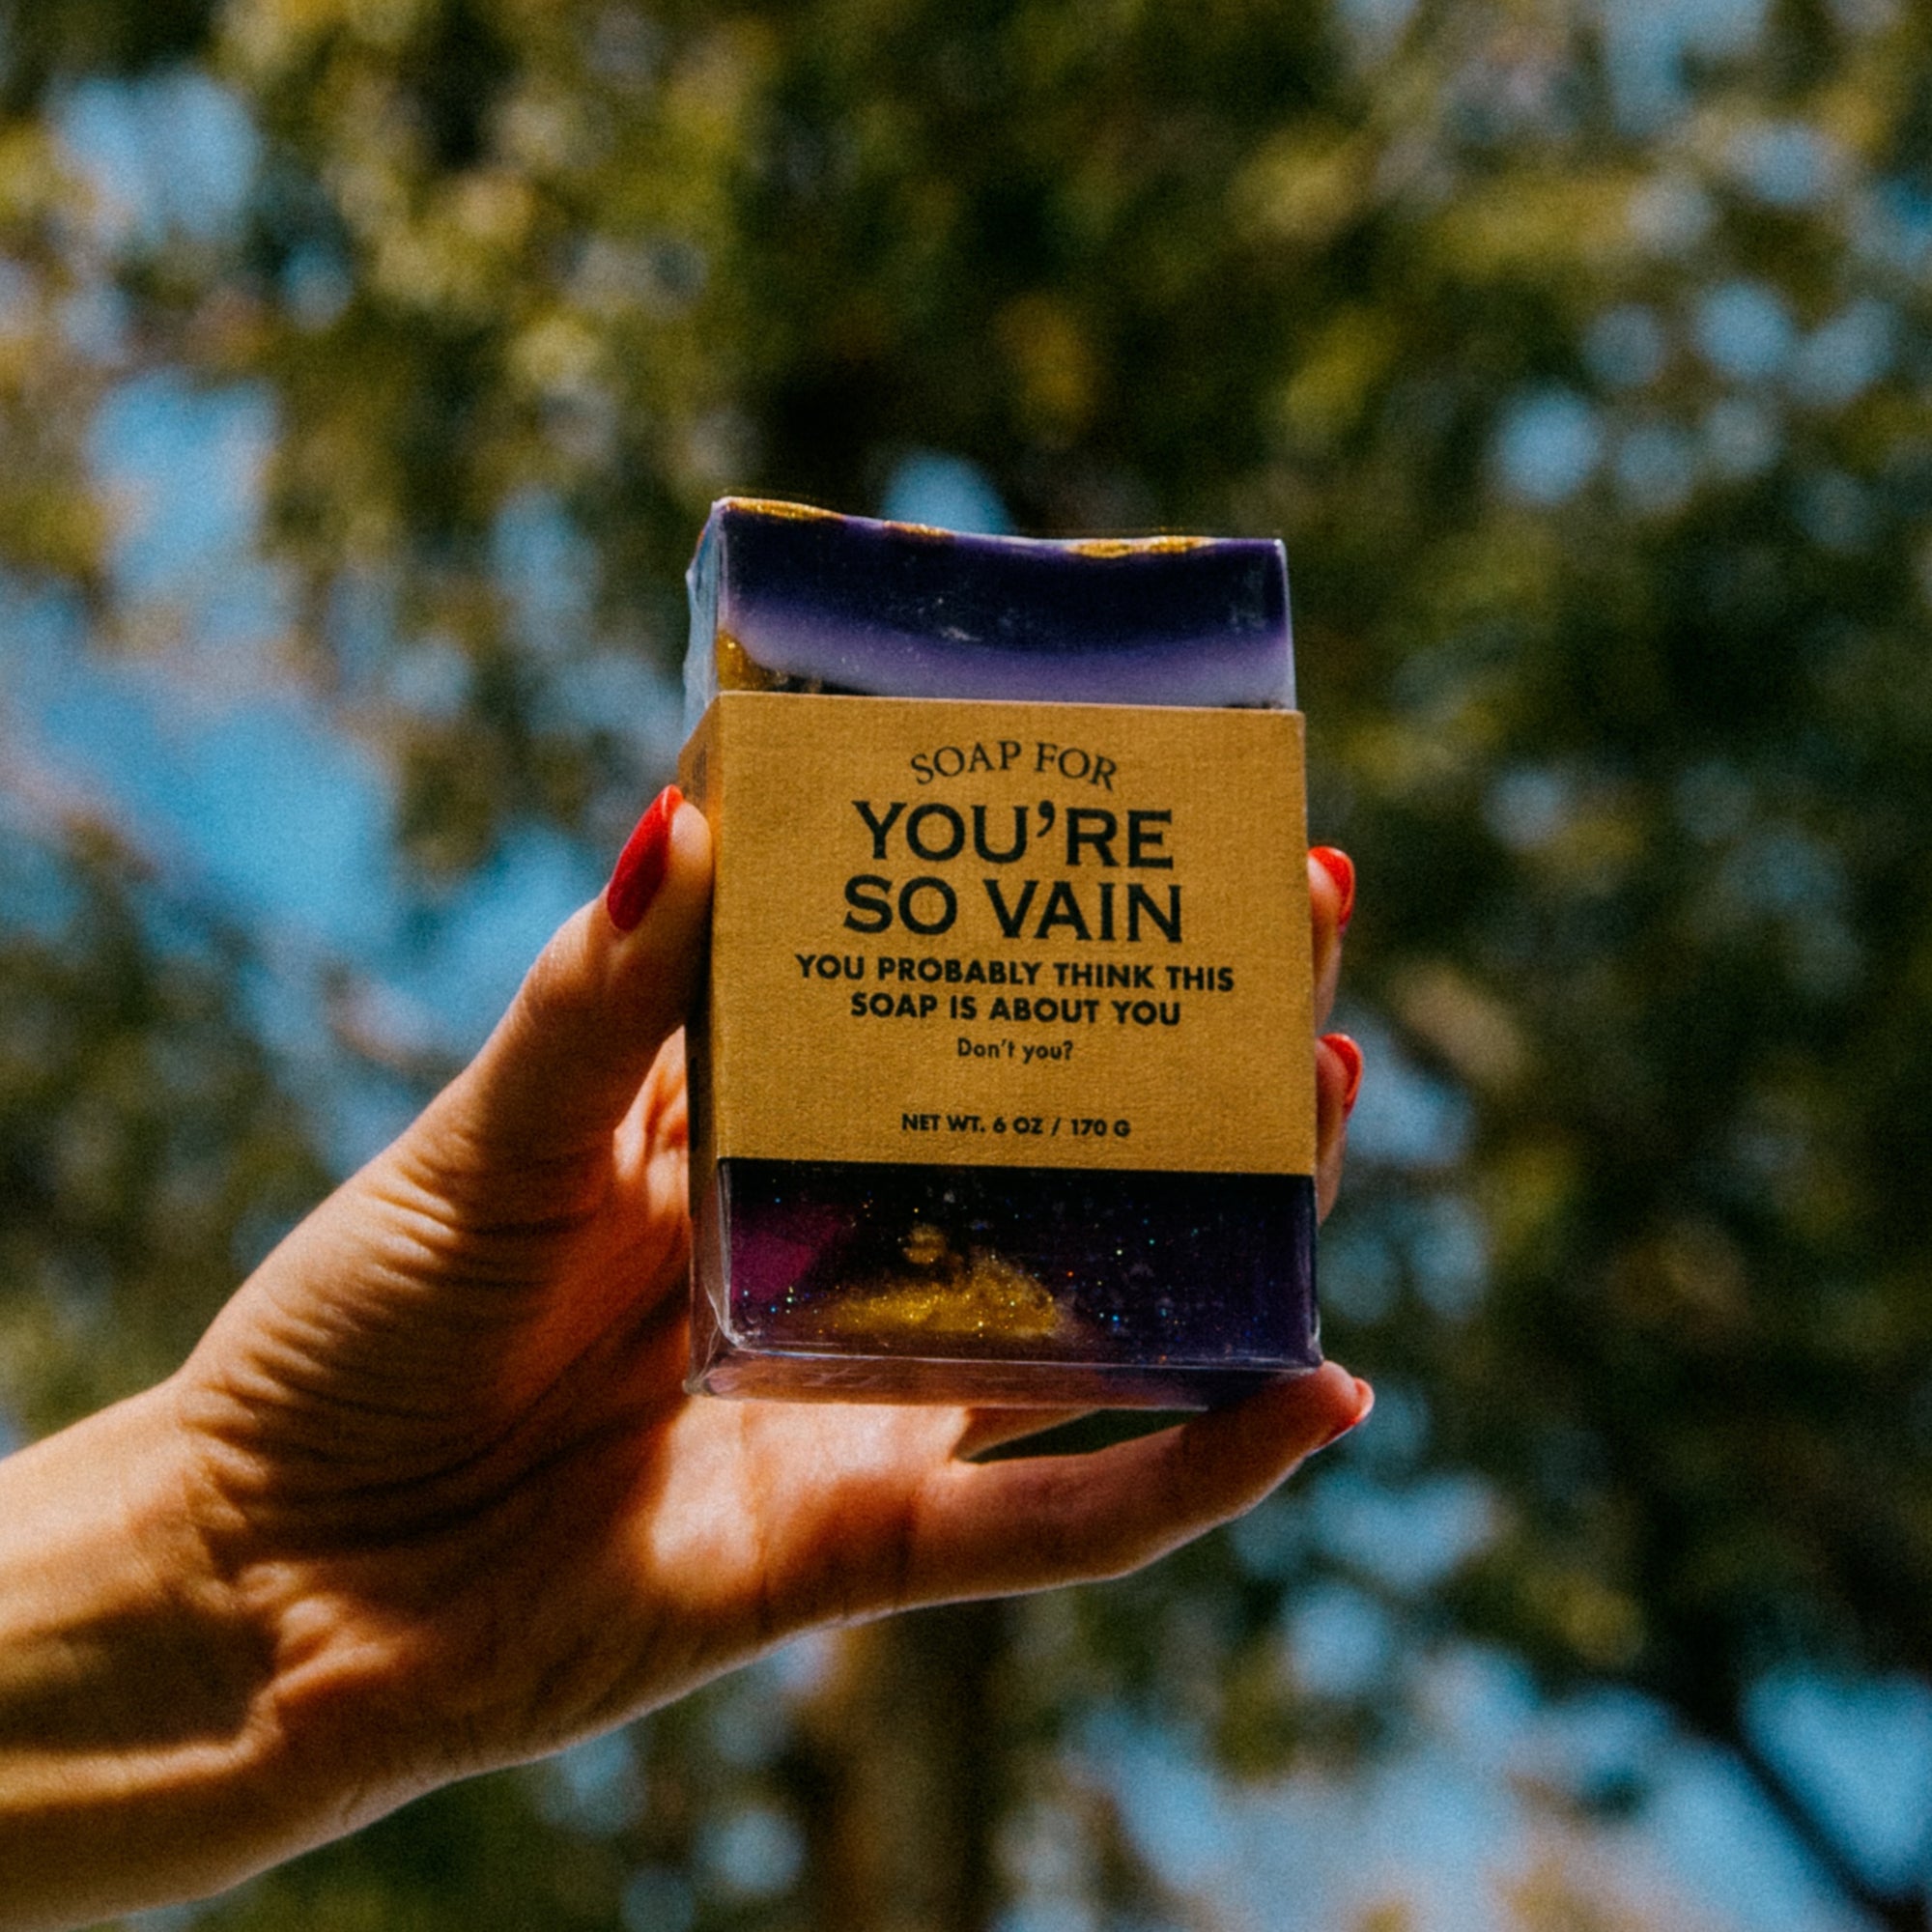 SOAP FOR
YOU'RE
SO VAIN
YOU PROBABLY THINK THIS
SOAP IS ABOUT YOU
Don't you?
NET WT. 6 OZ / 170 G